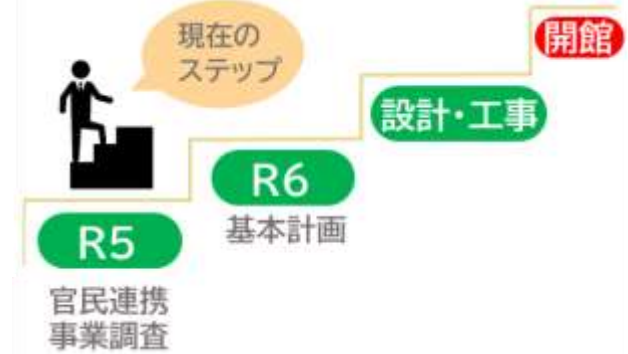 現在の
ステップ
開館
設計・工事
R6
基本計画
R5
官民連携
事業調査